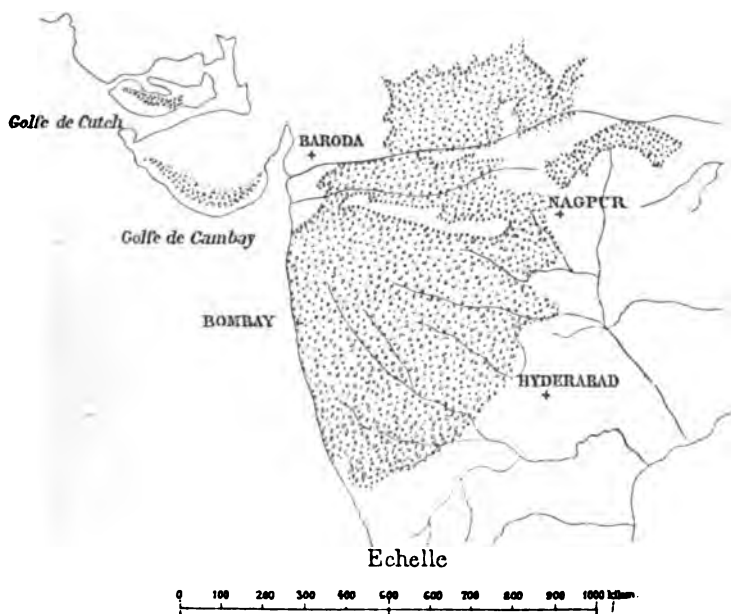 Golfe de Cutch
BARODA
NAGPUR
Golfe de Cambay
BOMBAY
HYDERABAD
Echelle
0 100 200 300 400 500 600 700 800 900 1000 kilom.